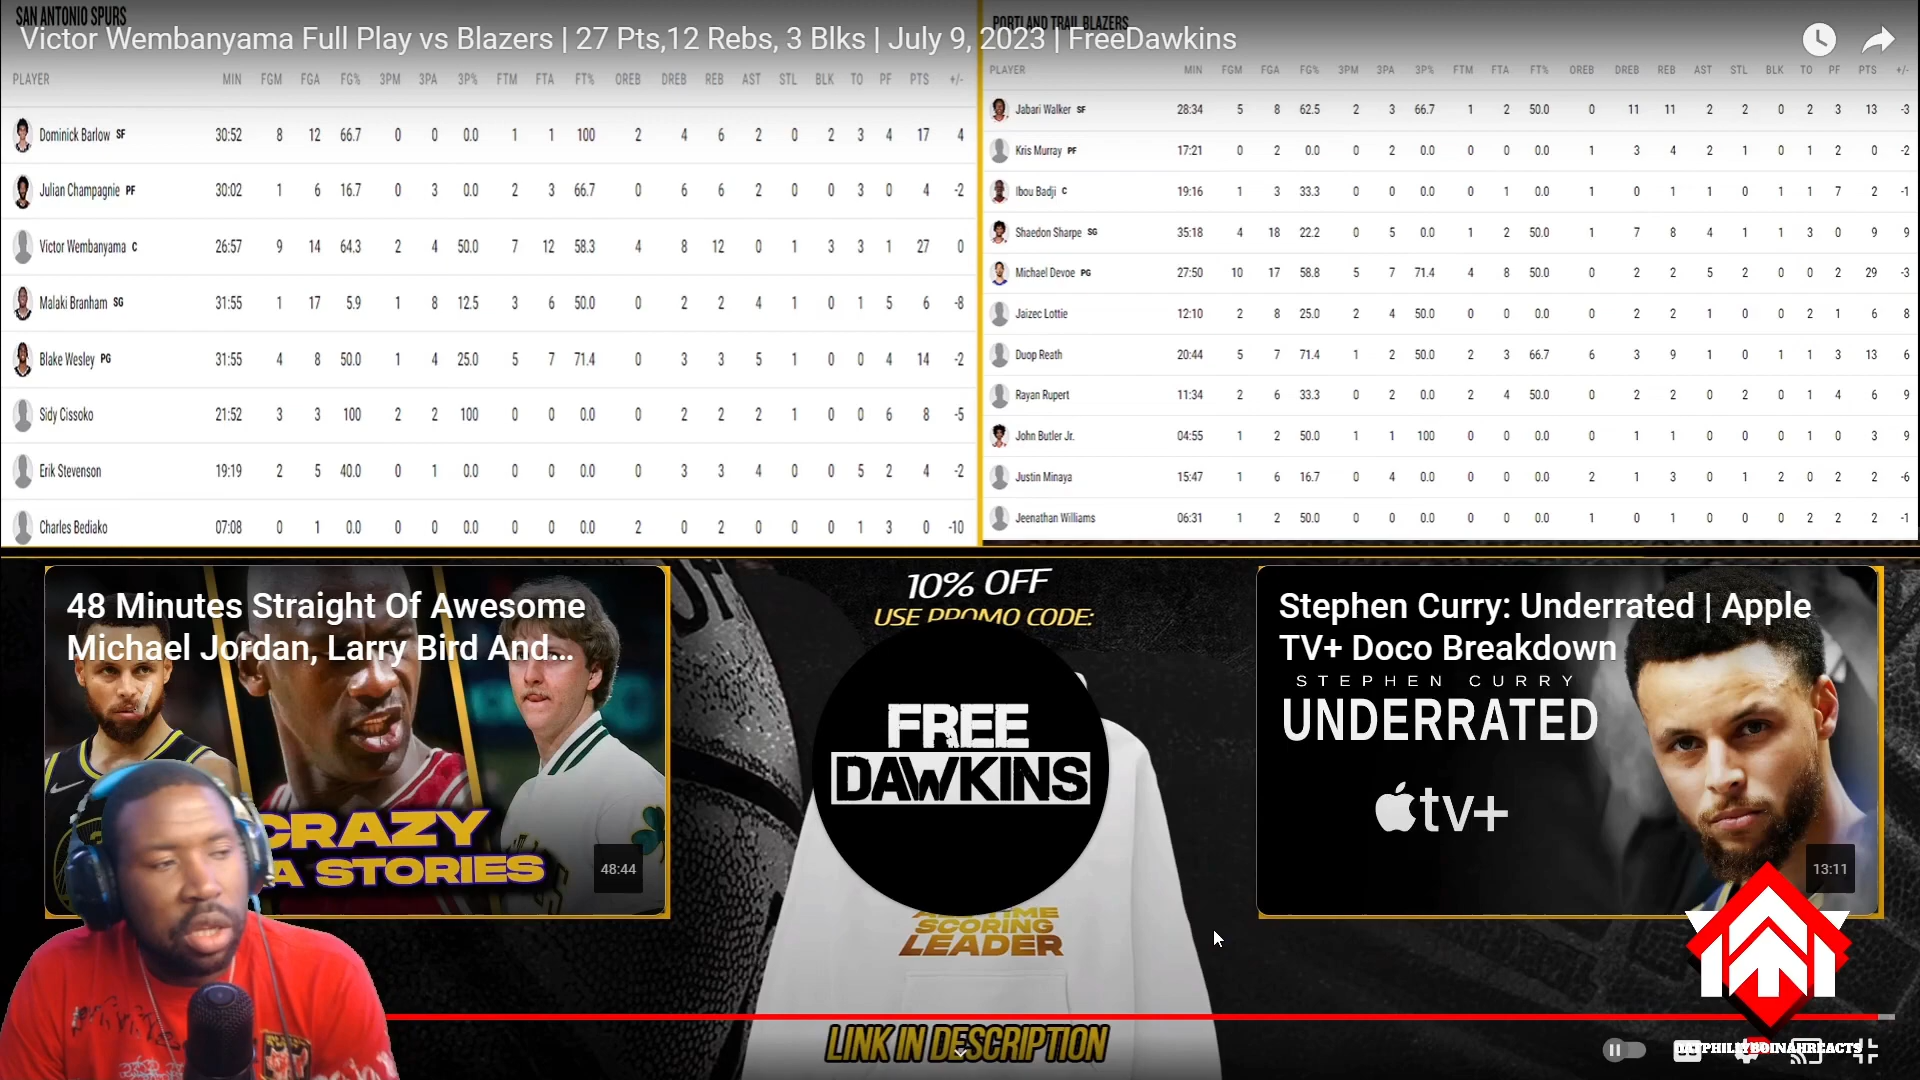 SAN ANTONIO SPURS
Victor Wembanyama Full Play vs Blazers | 27 Pts,12 Rebs, 3 Blks | July 9, 2023 | FreeDawkins
PLAYER MIN FGM FGA FG% 3PM 3PA 3P% FTM FTA FT% OREB DREB REB AST STL BLK TO PF PTS +/-
Dominick Barlow SF 30:52 8 12 66.7 0 0 0.0 1 1 100 2 4 6 2 0 2 3 4 17 4
Julian Champagnie PF 30:02 1 6 16.7 0 3 0.0 2 3 66.7 0 6 6 2 0 0 3 0 4 -2
Victor Wembanyama C 26:57 9 14 64.3 2 4 50.0 7 12 58.3 4 8 12 0 1 3 3 1 27 0
Malaki Branham SG 31:55 1 17 5.9 1 8 12.5 3 6 50.0 0 2 2 4 1 0 1 5 6 -8
Blake Wesley PG 31:55 4 8 50.0 1 4 25.0 5 7 71.4 0 3 3 5 1 0 0 4 14 -2
Sidy Cissoko 21:52 3 3 100 2 2 100 0 0 0.0 0 2 2 2 1 0 0 6 8 -5
Erik Stevenson 19:19 2 5 40.0 0 1 0.0 0 0 0.0 0 3 3 4 0 0 5 2 4 -2
Charles Bediako 07:08 0 1 0.0 0 0 0.0 0 0 0.0 2 0 2 0 0 0 1 3 0 -10
PORTLAND TRAIL BLAZERS
PLAYER MIN FGM FGA FG% 3PM 3PA 3P% FTM FTA FT% OREB DREB REB AST STL BLK TO PF PTS +/-
Jabari Walker SF 28:34 5 8 62.5 2 3 66.7 1 2 50.0 0 11 11 2 2 0 2 3 13 -3
Kris Murray PF 17:21 0 2 0.0 0 2 0.0 0 0 0.0 1 3 4 2 1 0 1 2 0 -2
Ibou Badji C 19:16 1 3 33.3 0 0 0.0 0 1 0.0 1 0 1 1 0 1 1 7 2 -1
Shaedon Sharpe SG 35:18 4 18 22.2 0 5 0.0 1 2 50.0 1 7 8 4 1 1 3 0 9 9
Michael Devoe PG 27:50 10 17 58.8 5 7 71.4 4 8 50.0 0 2 2 5 2 0 0 2 29 -3
Jaizec Lottie 12:10 2 8 25.0 2 4 50.0 0 0 0.0 0 2 2 1 0 0 2 1 6 8
Duop Reath 20:44 5 7 71.4 1 2 50.0 2 3 66.7 6 3 9 1 0 1 1 3 13 6
Rayan Rupert 11:34 2 6 33.3 0 2 0.0 2 4 50.0 0 2 2 0 2 0 1 4 6 9
John Butler Jr. 04:55 1 2 50.0 1 1 100 0 0 0.0 0 1 1 0 0 0 1 0 3 9
Justin Minaya 15:47 1 6 16.7 0 4 0.0 0 0 0.0 2 1 3 0 1 2 0 2 2 -6
Jeenathan Williams 06:31 1 2 50.0 0 0 0.0 0 0 0.0 1 0 1 0 0 0 2 2 2 -1
48 Minutes Straight Of Awesome
Michael Jordan, Larry Bird And...
CRAZY
A STORIES
48:44
10% OFF
USE PROMO CODE:
FREE
DAWKINS
SCORING
LEADER
LINK IN DESCRIPTION
Stephen Curry: Underrated | Apple
TV+ Doco Breakdown
STEPHEN CURRY
UNDERRATED
tv+
13:11